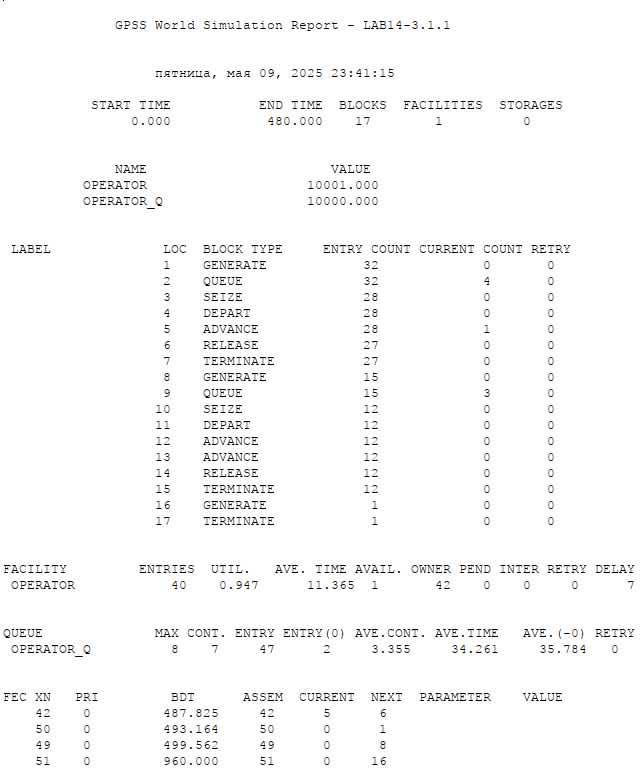 GPSS World Simulation Report - LAB14-3.1.1
пятница, мая 09, 2025 23:41:15
START TIME END TIME BLOCKS FACILITIES STORAGES
0.000 480.000 17 1 0
NAME VALUE
OPERATOR 10001.000
OPERATOR_Q 10000.000
LABEL LOC BLOCK TYPE ENTRY COUNT CURRENT COUNT RETRY
1 GENERATE 32 0 0
2 QUEUE 32 4 0
3 SEIZE 28 0 0
4 DEPART 28 0 0
5 ADVANCE 28 1 0
6 RELEASE 27 0 0
7 TERMINATE 27 0 0
8 GENERATE 15 0 0
9 QUEUE 15 3 0
10 SEIZE 12 0 0
11 DEPART 12 0 0
12 ADVANCE 12 0 0
13 ADVANCE 12 0 0
14 RELEASE 12 0 0
15 TERMINATE 12 0 0
16 GENERATE 1 0 0
17 TERMINATE 1 0 0
FACILITY ENTRIES UTIL. AVE. TIME AVAIL. OWNER PEND INTER RETRY DELAY
OPERATOR 40 0.947 11.365 1 42 0 0 0 7
QUEUE MAX CONT. ENTRY ENTRY(0) AVE.CONT. AVE.TIME AVE.(-0) RETRY
OPERATOR_Q 8 7 47 2 3.355 34.261 35.784 0
FEC XN PRI BDT ASSEM CURRENT NEXT PARAMETER VALUE
42 0 487.825 42 5 6
50 0 493.164 50 0 1
49 0 499.562 49 0 8
51 0 960.000 51 0 16